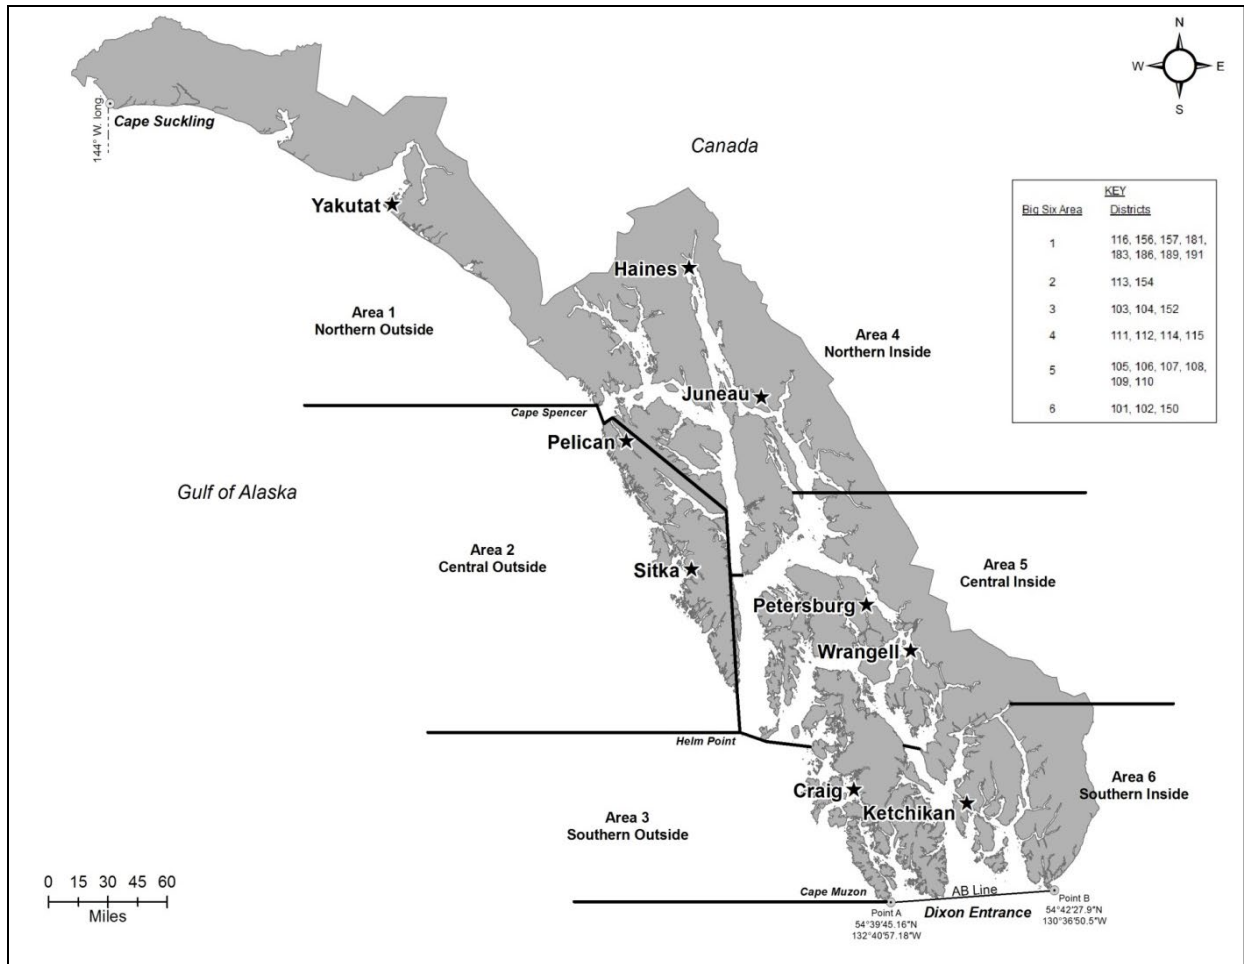 N
W E
S
144° W. long.
Cape Suckling
Canada
Yakutat
KEY
Big Six Area Districts
1 116, 156, 157, 181,
183, 186, 189, 191
2 113, 154
3 103, 104, 152
4 111, 112, 114, 115
5 105, 106, 107, 108,
109, 110
6 101, 102, 150
Haines
Area 1
Northern Outside
Area 4
Northern Inside
Juneau
Cape Spencer
Pelican
Gulf of Alaska
Area 2
Central Outside
Sitka
Area 5
Central Inside
Petersburg
Wrangell
Helm Point
Craig
Ketchikan
Area 6
Southern Inside
Area 3
Southern Outside
0 15 30 45 60
Miles
Cape Muzon
AB Line
Point A
54°39'45.16"N
132°40'57.18"W
Dixon Entrance
Point B
54°42'27.9"N
130°36'50.5"W